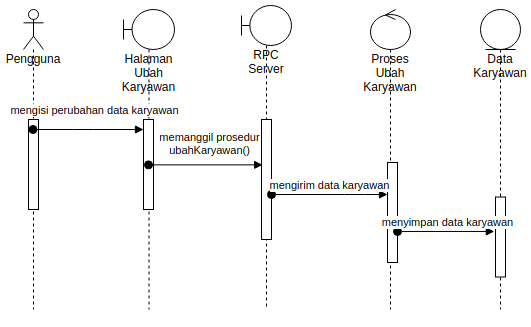 Pengguna
Halaman
Ubah
Karyawan
RPC
Server
Proses
Ubah
Karyawan
Data
Karyawan
mengisi perubahan data karyawan
memanggil prosedur
ubahKaryawan()
mengirim data karyawan
menyimpan data karyawan